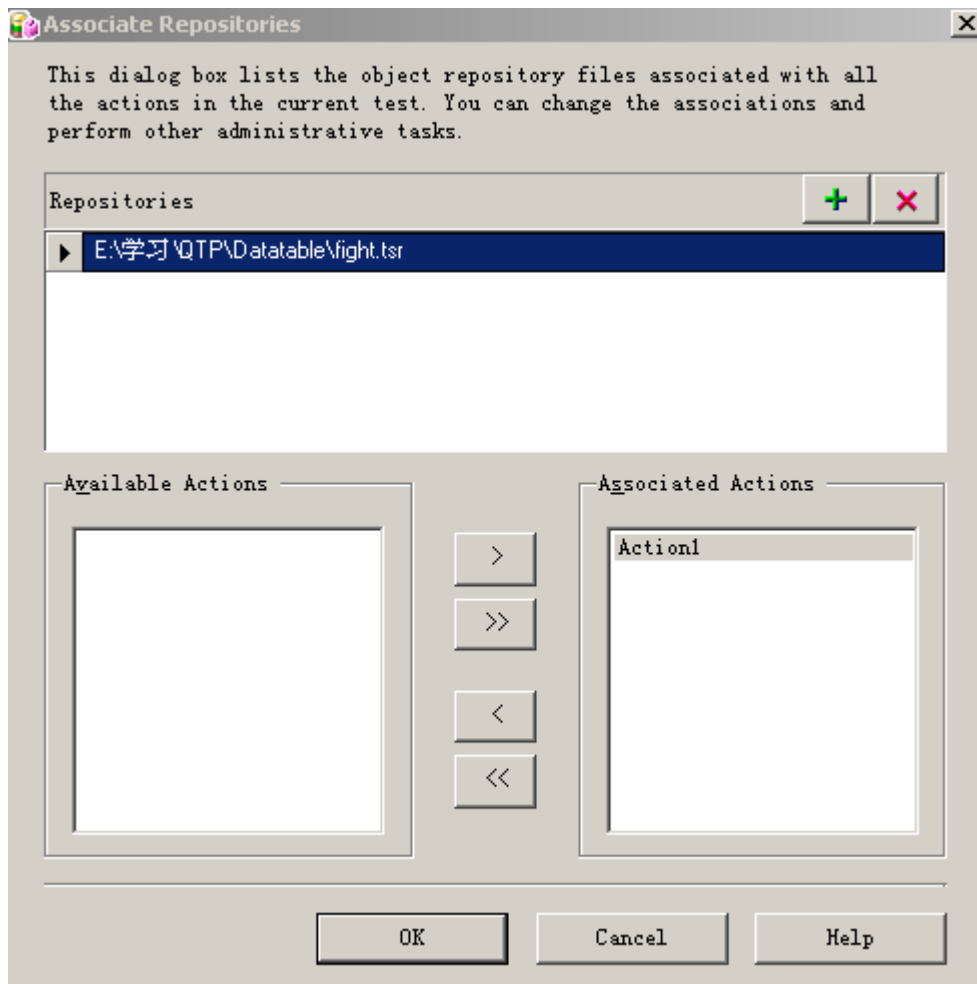 Associate Repositories
This dialog box lists the object repository files associated with all
the actions in the current test. You can change the associations and
perform other administrative tasks.
Repositories
E:\学习\QTP\Datatable\fight.tsr
Available Actions
Associated Actions
Action1
>
>>
<
<<
OK
Cancel
Help